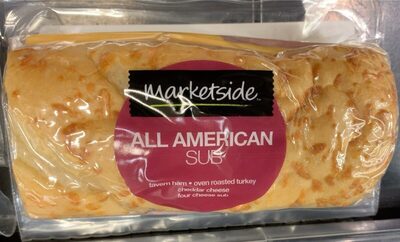 marketside
ALL AMERICAN
SUB
tavern ham • oven roasted turkey
cheddar cheese
four cheese sub